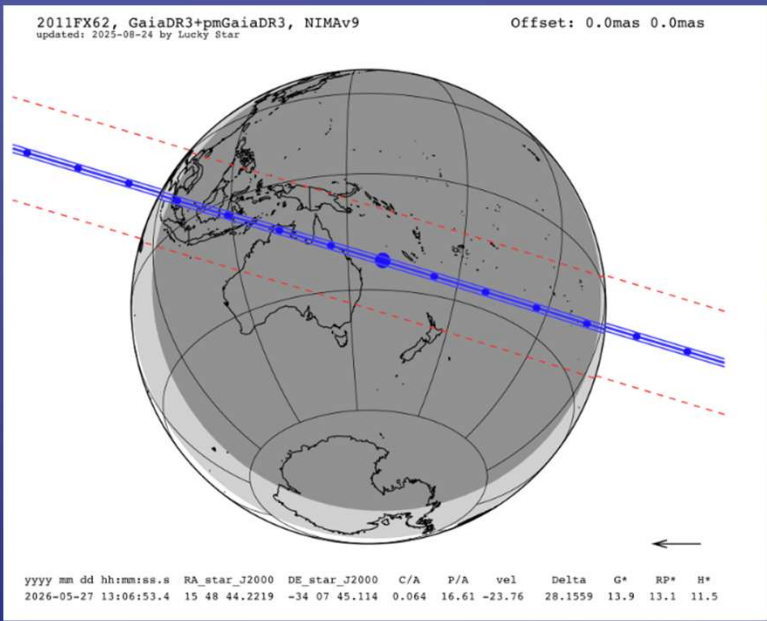 2011FX62, GaiaDR3+pmGaiaDR3, NIMAv9 Offset: 0.0mas 0.0mas
updated: 2025-08-24 by Lucky Star
yyyy mm dd hh:mm:ss.s RA_star_J2000 DE_star_J2000 C/A P/A vel Delta G* RP* H*
2026-05-27 13:06:53.4 15 48 44.2219 -34 07 45.114 0.064 16.61 -23.76 28.1559 13.9 13.1 11.5